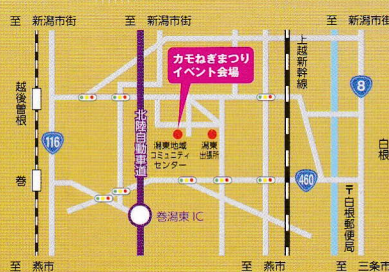 至 新潟市街
至 新潟市街
至 新潟市街
カモねぎまつり
イベント会場
上越新幹線
8
越後曽根
北陸自動車道
116
潟東地域
コミュニティ
センター
潟東
出張所
白根
巻
460
〒白根郵便局
巻潟東IC
至 燕市
至 燕市
至 三条市